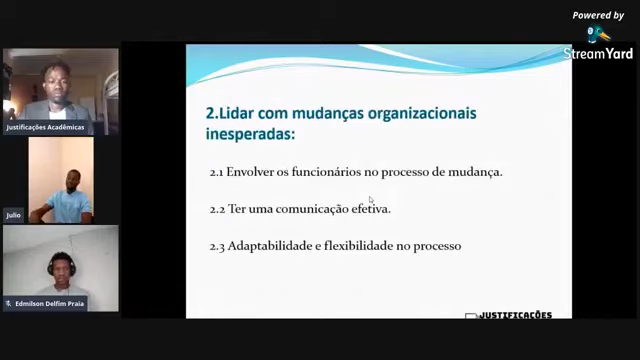 Powered by
StreamYard
Justificações Acadêmicas
Julio
Edmilson Delfim Praia
2.Lidar com mudanças organizacionais
inesperadas:
2.1 Envolver os funcionários no processo de mudança.
2.2 Ter uma comunicação efetiva.
2.3 Adaptabilidade e flexibilidade no processo
JUSTIFICAÇÕES